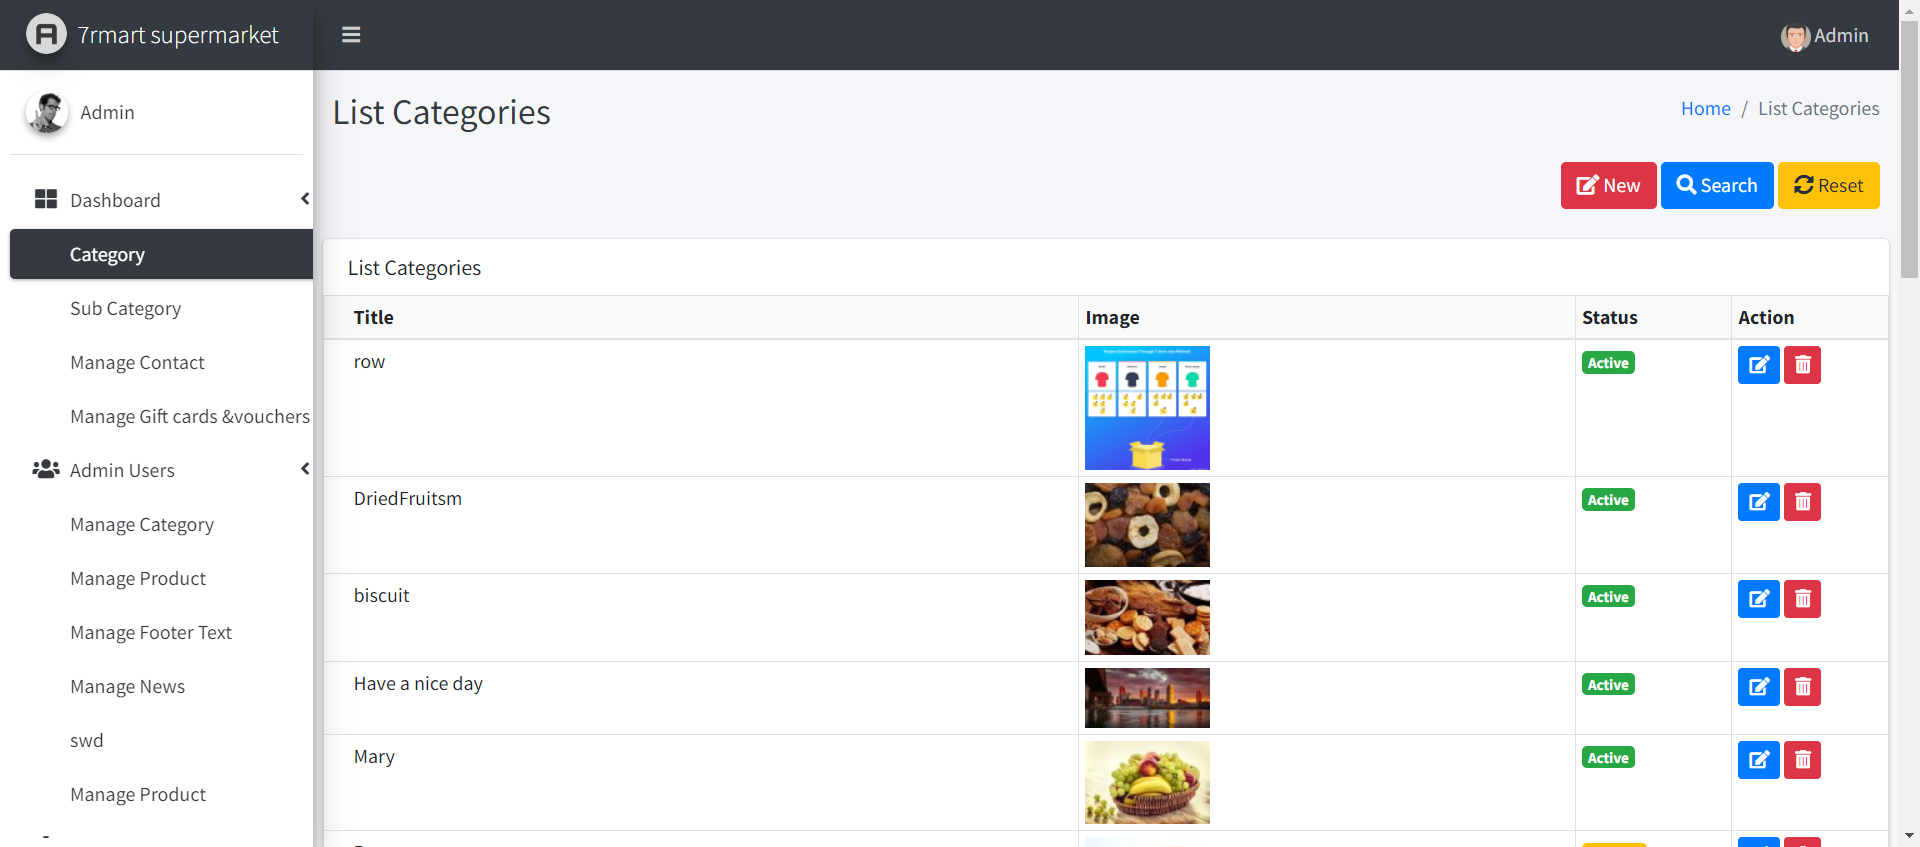 7rmart supermarket
Admin
Admin
List Categories
Home / List Categories
New
Search
Reset
Dashboard
Category
Sub Category
Manage Contact
Manage Gift cards &vouchers
Admin Users
Manage Category
Manage Product
Manage Footer Text
Manage News
swd
Manage Product
List Categories
Title Image Status Action
row Active
DriedFruitsm Active
biscuit Active
Have a nice day Active
Mary Active